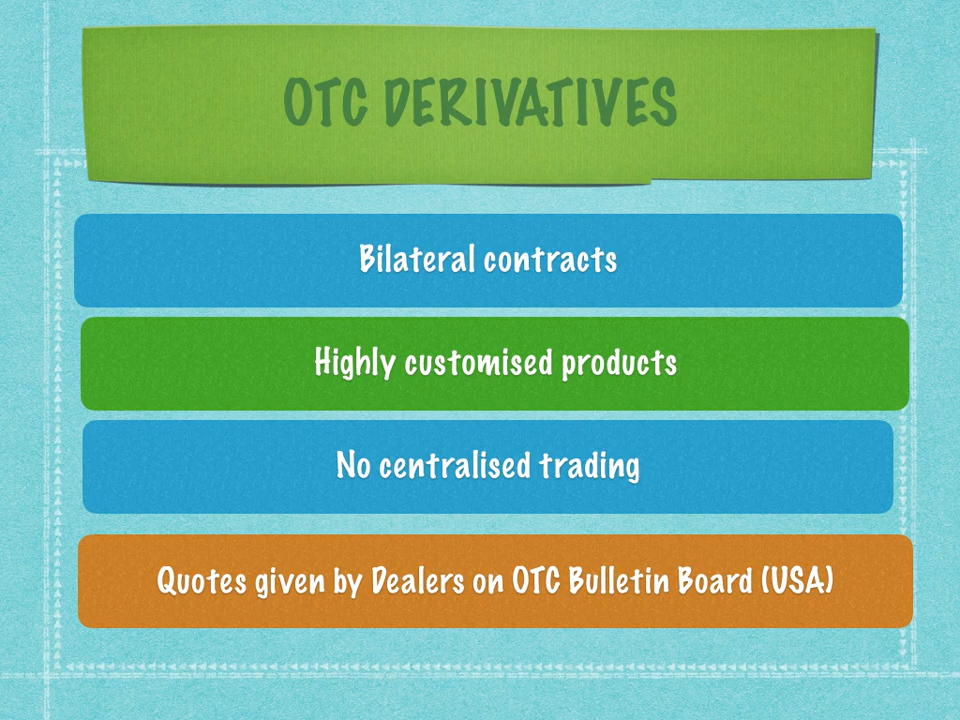 OTC DERIVATIVES
Bilateral contracts
Highly customised products
No centralised trading
Quotes given by Dealers on OTC Bulletin Board (USA)